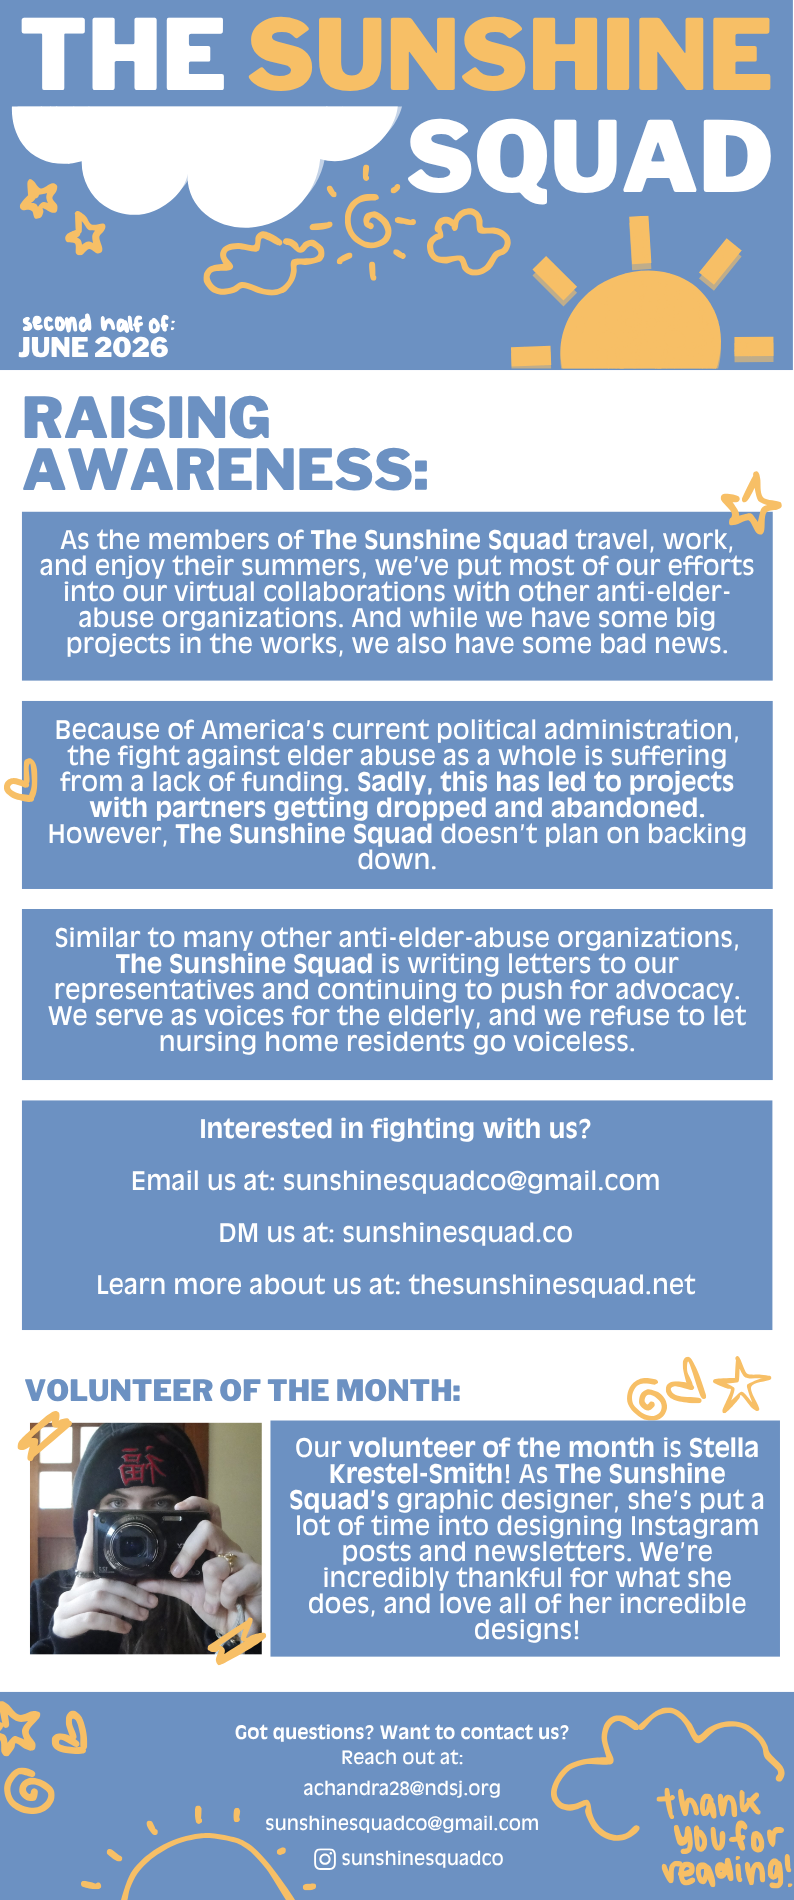 THE SUNSHINE
SQUAD
second half of:
JUNE 2026
RAISING
AWARENESS:
As the members of The Sunshine Squad travel, work,
and enjoy their summers, we've put most of our efforts
into our virtual collaborations with other anti-elder-
abuse organizations. And while we have some big
projects in the works, we also have some bad news.
Because of America's current political administration,
the fight against elder abuse as a whole is suffering
from a lack of funding. Sadly, this has led to projects
with partners getting dropped and abandoned.
However, The Sunshine Squad doesn't plan on backing
down.
Similar to many other anti-elder-abuse organizations,
The Sunshine Squad is writing letters to our
representatives and continuing to push for advocacy.
We serve as voices for the elderly, and we refuse to let
nursing home residents go voiceless.
Interested in fighting with us?
Email us at: sunshinesquadco@gmail.com
DM us at: sunshinesquad.co
Learn more about us at: thesunshinesquad.net
VOLUNTEER OF THE MONTH:
福
Our volunteer of the month is Stella
Krestel-Smith! As The Sunshine
Squad's graphic designer, she's put a
lot of time into designing Instagram
posts and newsletters. We're
incredibly thankful for what she
does, and love all of her incredible
designs!
Got questions? Want to contact us?
Reach out at:
achandra28@ndsj.org
sunshinesquadco@gmail.com
sunshinesquadco
thank
you for
reading!